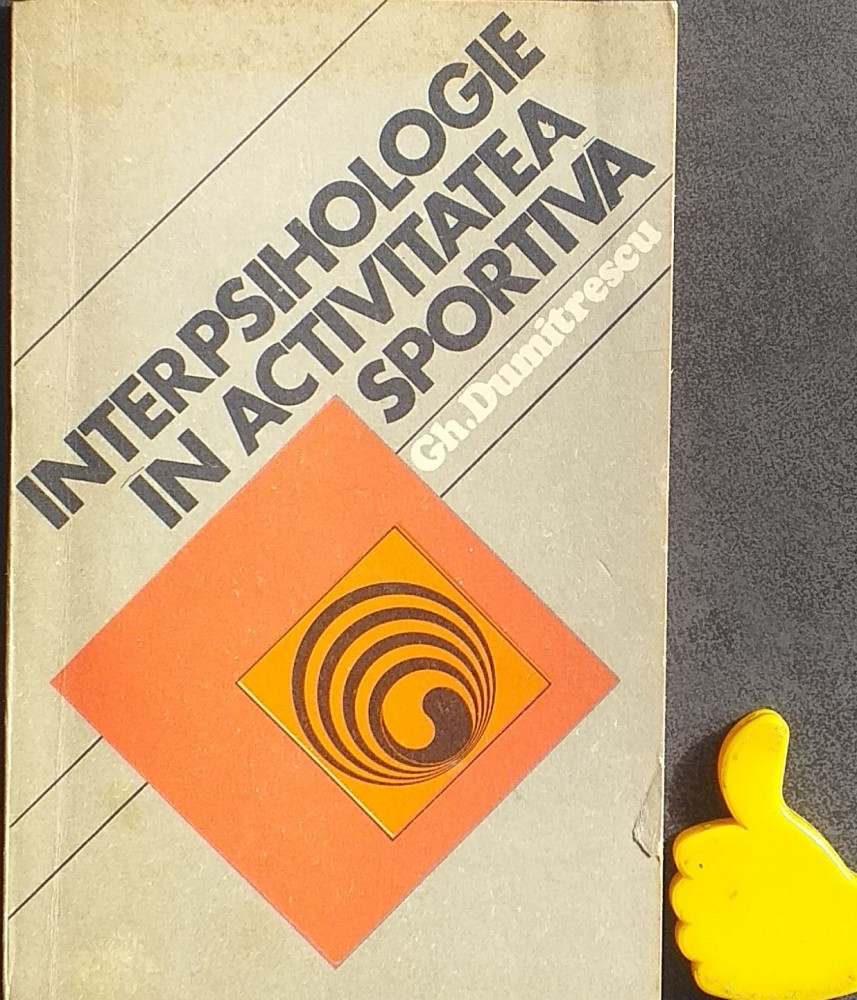 INTERPSIHOLOGIE
ÎN ACTIVITATEA
SPORTIVĂ
Gh. Dumitrescu